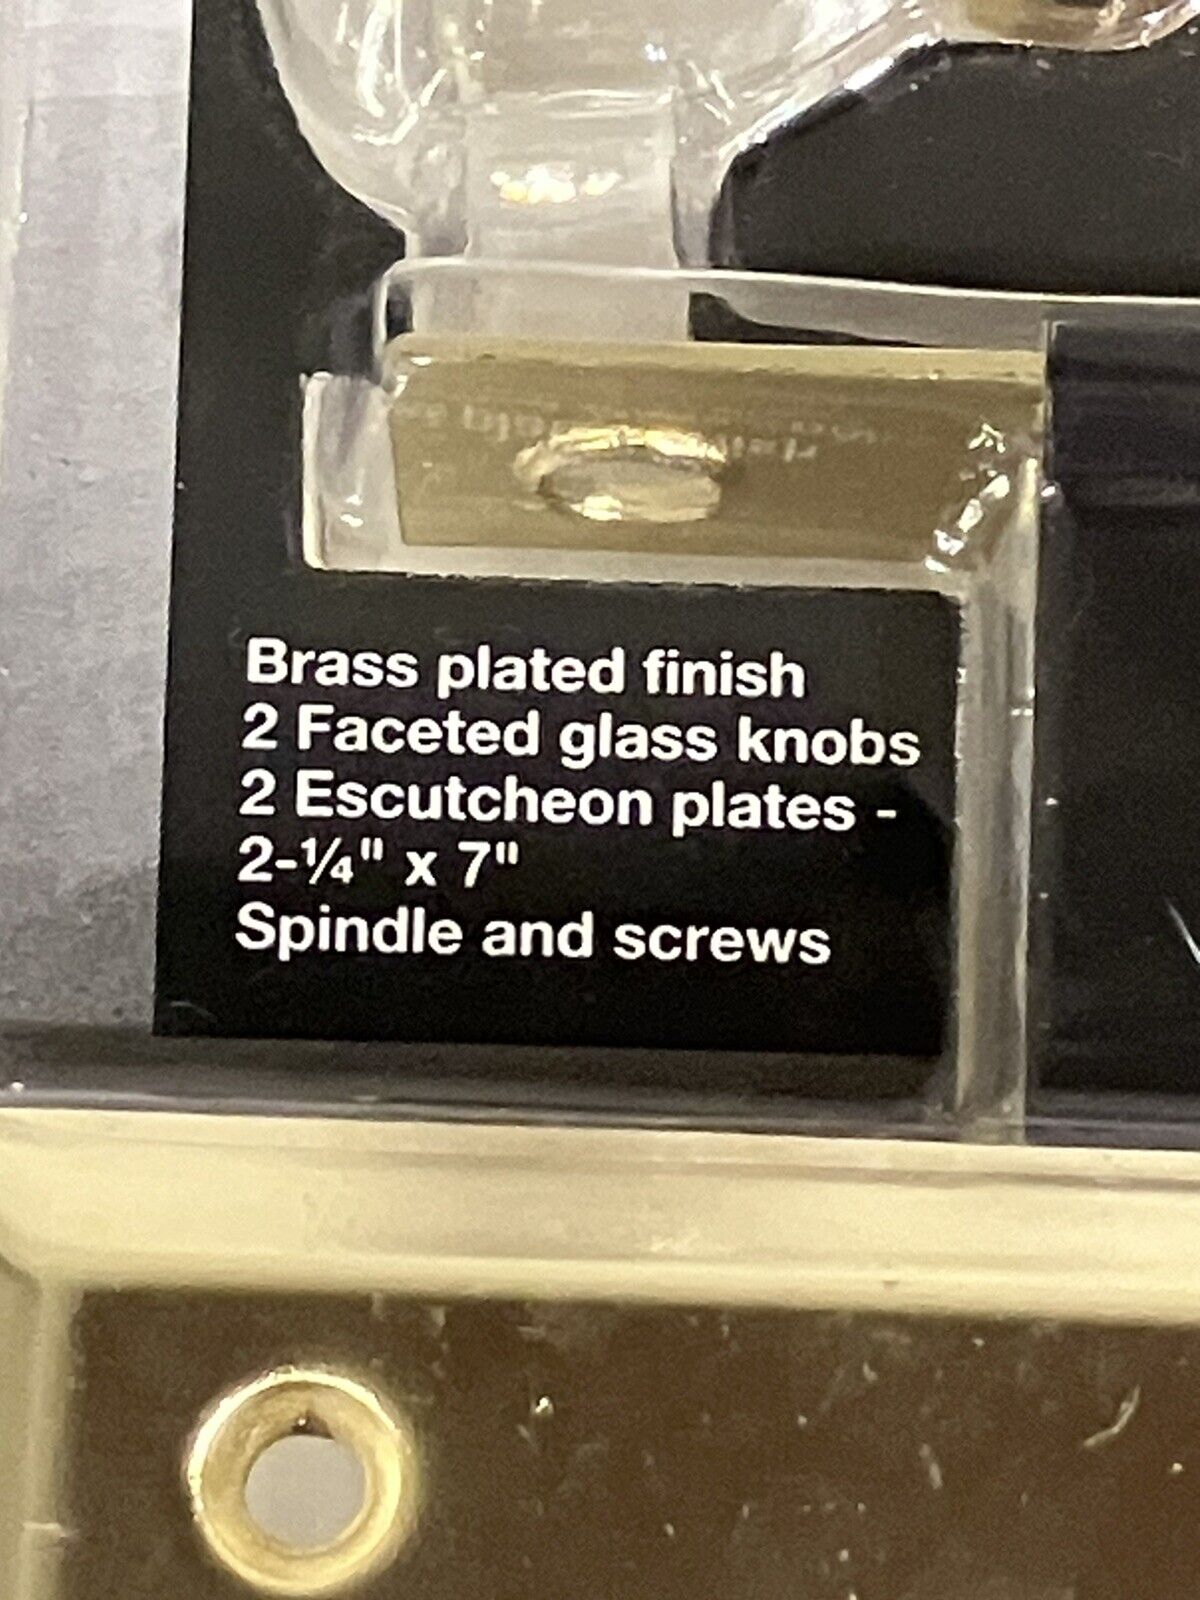 Brass plated finish
2 Faceted glass knobs
2 Escutcheon plates -
2-¼" x 7"
Spindle and screws